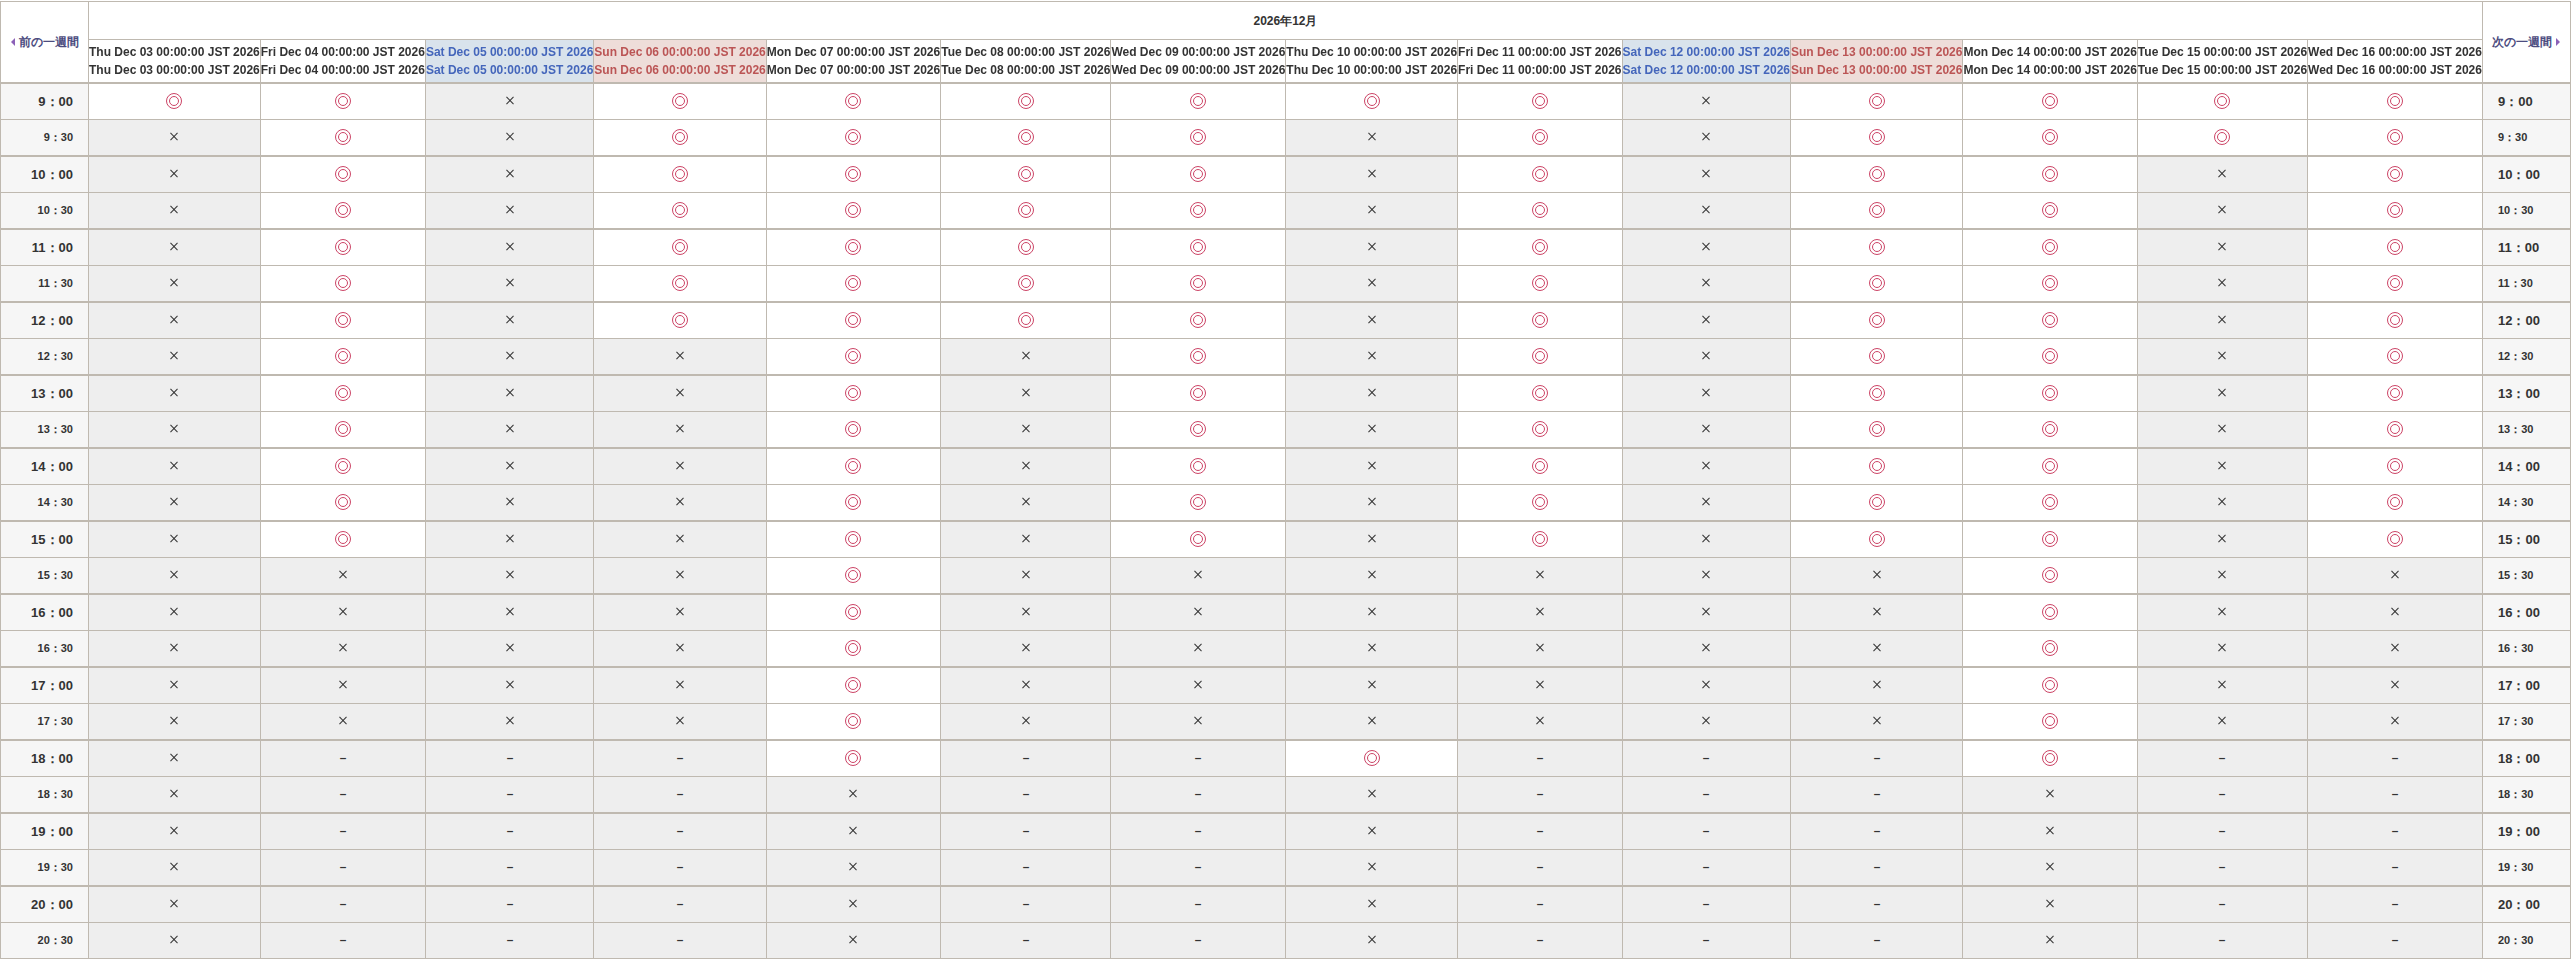 2026年12月
前の一週間
次の一週間
Thu Dec 03 00:00:00 JST 2026 Fri Dec 04 00:00:00 JST 2026 Sat Dec 05 00:00:00 JST 2026 Sun Dec 06 00:00:00 JST 2026 Mon Dec 07 00:00:00 JST 2026 Tue Dec 08 00:00:00 JST 2026 Wed Dec 09 00:00:00 JST 2026 Thu Dec 10 00:00:00 JST 2026 Fri Dec 11 00:00:00 JST 2026 Sat Dec 12 00:00:00 JST 2026 Sun Dec 13 00:00:00 JST 2026 Mon Dec 14 00:00:00 JST 2026 Tue Dec 15 00:00:00 JST 2026 Wed Dec 16 00:00:00 JST 2026
Thu Dec 03 00:00:00 JST 2026 Fri Dec 04 00:00:00 JST 2026 Sat Dec 05 00:00:00 JST 2026 Sun Dec 06 00:00:00 JST 2026 Mon Dec 07 00:00:00 JST 2026 Tue Dec 08 00:00:00 JST 2026 Wed Dec 09 00:00:00 JST 2026 Thu Dec 10 00:00:00 JST 2026 Fri Dec 11 00:00:00 JST 2026 Sat Dec 12 00:00:00 JST 2026 Sun Dec 13 00:00:00 JST 2026 Mon Dec 14 00:00:00 JST 2026 Tue Dec 15 00:00:00 JST 2026 Wed Dec 16 00:00:00 JST 2026
9：00 ◎ ◎ × ◎ ◎ ◎ ◎ ◎ ◎ × ◎ ◎ ◎ ◎ 9：00
9：30 × ◎ × ◎ ◎ ◎ ◎ × ◎ × ◎ ◎ ◎ ◎ 9：30
10：00 × ◎ × ◎ ◎ ◎ ◎ × ◎ × ◎ ◎ × ◎ 10：00
10：30 × ◎ × ◎ ◎ ◎ ◎ × ◎ × ◎ ◎ × ◎ 10：30
11：00 × ◎ × ◎ ◎ ◎ ◎ × ◎ × ◎ ◎ × ◎ 11：00
11：30 × ◎ × ◎ ◎ ◎ ◎ × ◎ × ◎ ◎ × ◎ 11：30
12：00 × ◎ × ◎ ◎ ◎ ◎ × ◎ × ◎ ◎ × ◎ 12：00
12：30 × ◎ × × ◎ × ◎ × ◎ × ◎ ◎ × ◎ 12：30
13：00 × ◎ × × ◎ × ◎ × ◎ × ◎ ◎ × ◎ 13：00
13：30 × ◎ × × ◎ × ◎ × ◎ × ◎ ◎ × ◎ 13：30
14：00 × ◎ × × ◎ × ◎ × ◎ × ◎ ◎ × ◎ 14：00
14：30 × ◎ × × ◎ × ◎ × ◎ × ◎ ◎ × ◎ 14：30
15：00 × ◎ × × ◎ × ◎ × ◎ × ◎ ◎ × ◎ 15：00
15：30 × × × × ◎ × × × × × × ◎ × × 15：30
16：00 × × × × ◎ × × × × × × ◎ × × 16：00
16：30 × × × × ◎ × × × × × × ◎ × × 16：30
17：00 × × × × ◎ × × × × × × ◎ × × 17：00
17：30 × × × × ◎ × × × × × × ◎ × × 17：30
18：00 × – – – ◎ – – ◎ – – – ◎ – – 18：00
18：30 × – – – × – – × – – – × – – 18：30
19：00 × – – – × – – × – – – × – – 19：00
19：30 × – – – × – – × – – – × – – 19：30
20：00 × – – – × – – × – – – × – – 20：00
20：30 × – – – × – – × – – – × – – 20：30